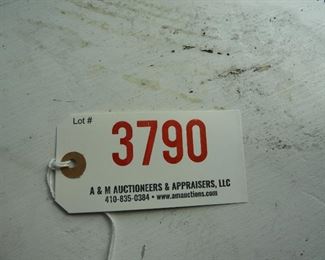 Lot #
3790
A & M AUCTIONEERS & APPRAISERS, LLC
410-835-0384 • www.amauctions.com